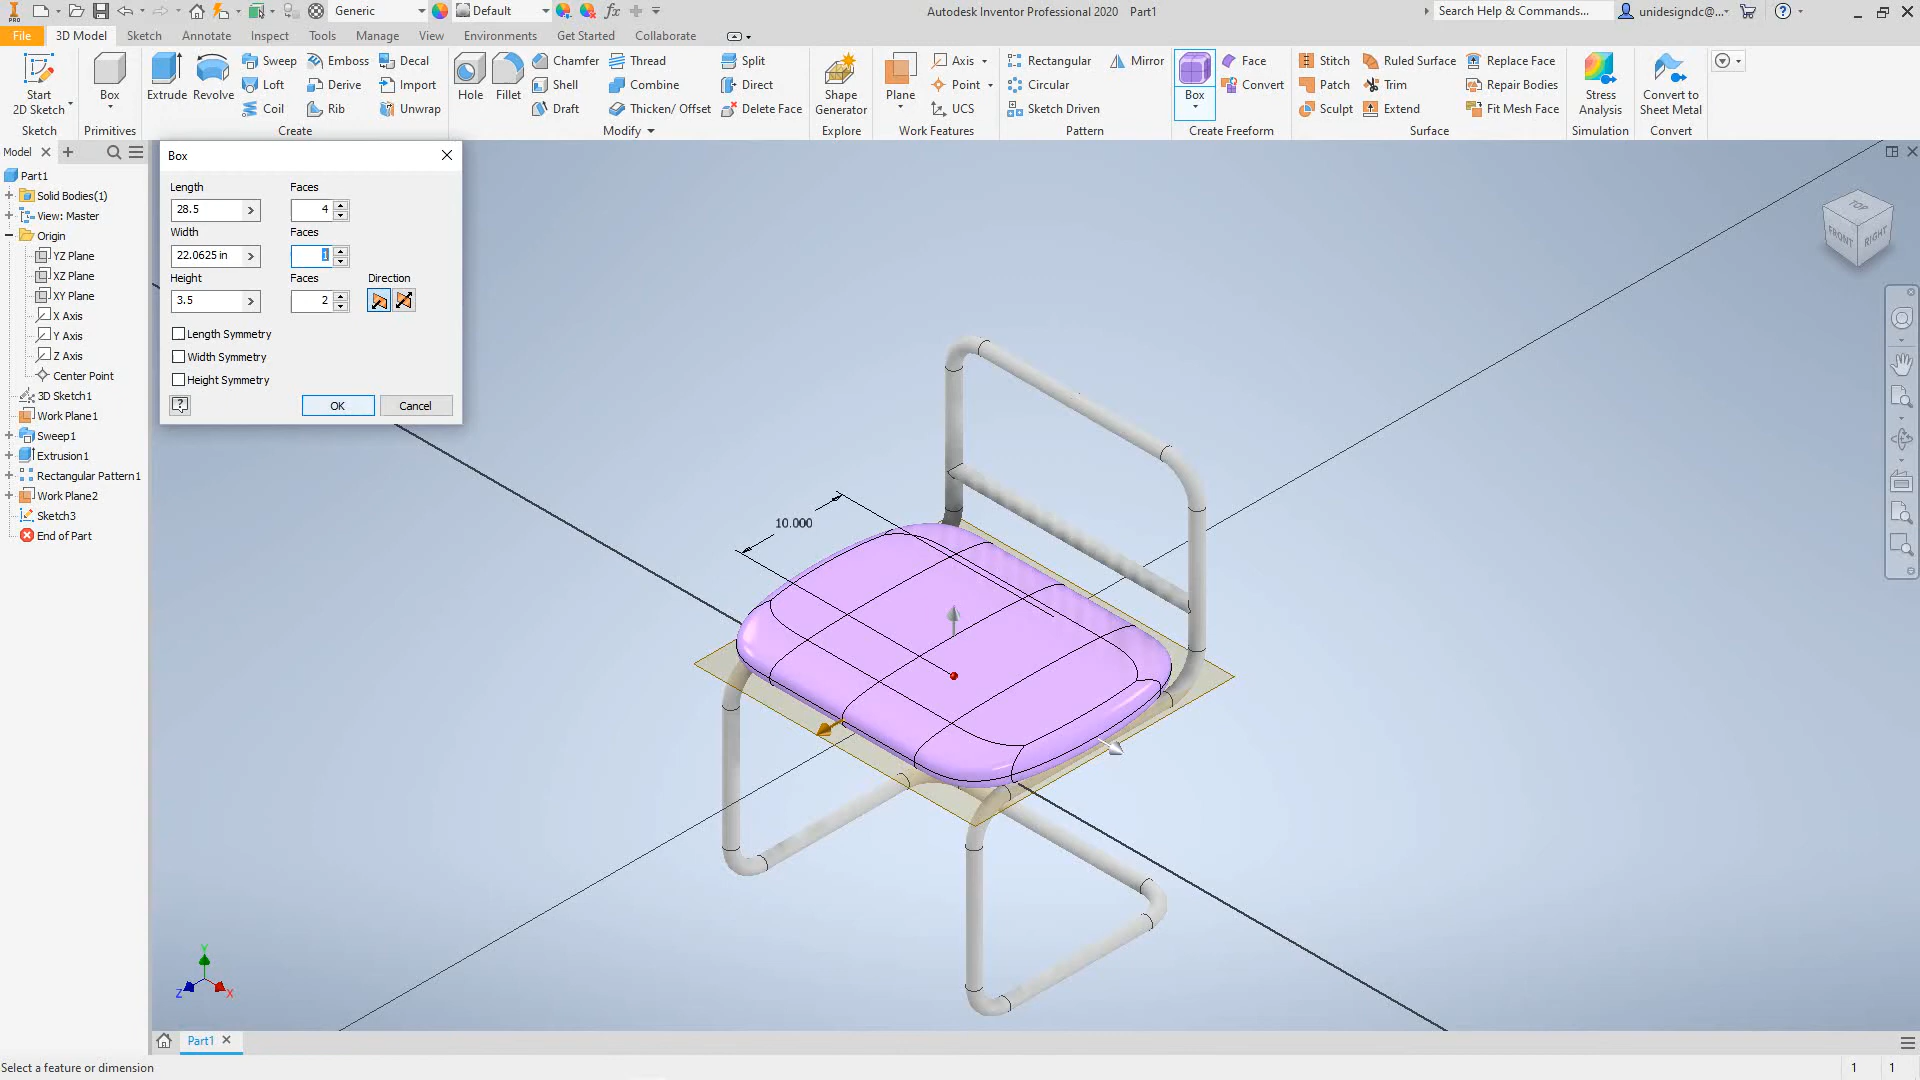 PRO Generic Default fx Autodesk Inventor Professional 2020 Part1 Search Help & Commands... unidesigndc@...
File 3D Model Sketch Annotate Inspect Tools Manage View Environments Get Started Collaborate
Start 2D Sketch
Sketch
Box
Primitives
Extrude Revolve
Sweep Emboss Decal
Loft Derive Import
Coil Rib Unwrap
Create
Hole Fillet
Chamfer Thread Split
Shell Combine Direct
Draft Thicken/ Offset Delete Face
Modify
Shape Generator
Explore
Plane
Axis
Point
UCS
Work Features
Rectangular Mirror
Circular
Sketch Driven
Pattern
Box
Face
Convert
Create Freeform
Stitch Ruled Surface Replace Face
Patch Trim Repair Bodies
Sculpt Extend Fit Mesh Face
Surface
Stress Analysis
Simulation
Convert to Sheet Metal
Convert
Model
Part1
Solid Bodies(1)
View: Master
Origin
YZ Plane
XZ Plane
XY Plane
X Axis
Y Axis
Z Axis
Center Point
3D Sketch1
Work Plane1
Sweep1
Extrusion1
Rectangular Pattern1
Work Plane2
Sketch3
End of Part
Box
Length Faces
28.5 4
Width Faces
22.0625 in 1
Height Faces Direction
3.5 2
Length Symmetry
Width Symmetry
Height Symmetry
? OK Cancel
TOP
FRONT RIGHT
10.000
Y
Z X
Part1
Select a feature or dimension 1 1